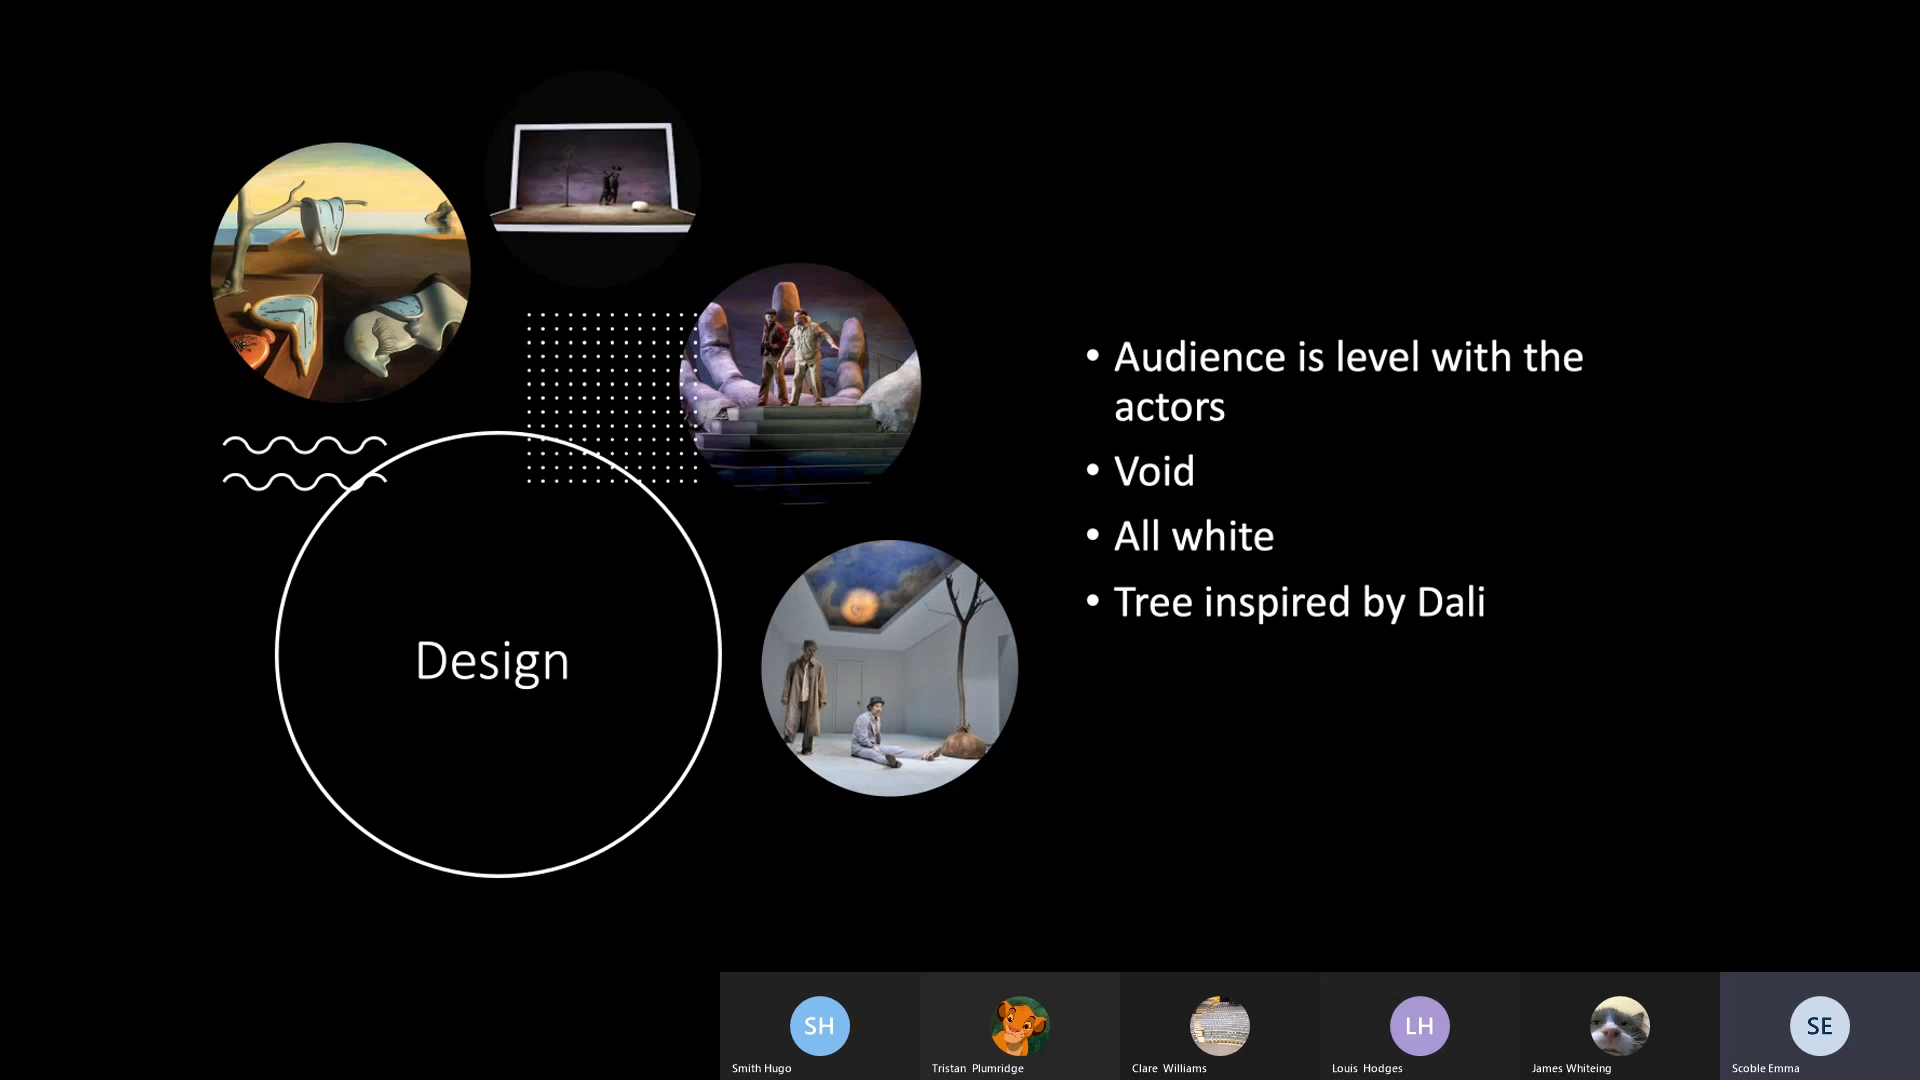 Design
• Audience is level with the
actors
• Void
• All white
• Tree inspired by Dali
SH
LH
SE
Smith Hugo
Tristan Plumridge
Clare Williams
Louis Hodges
James Whiteing
Scoble Emma